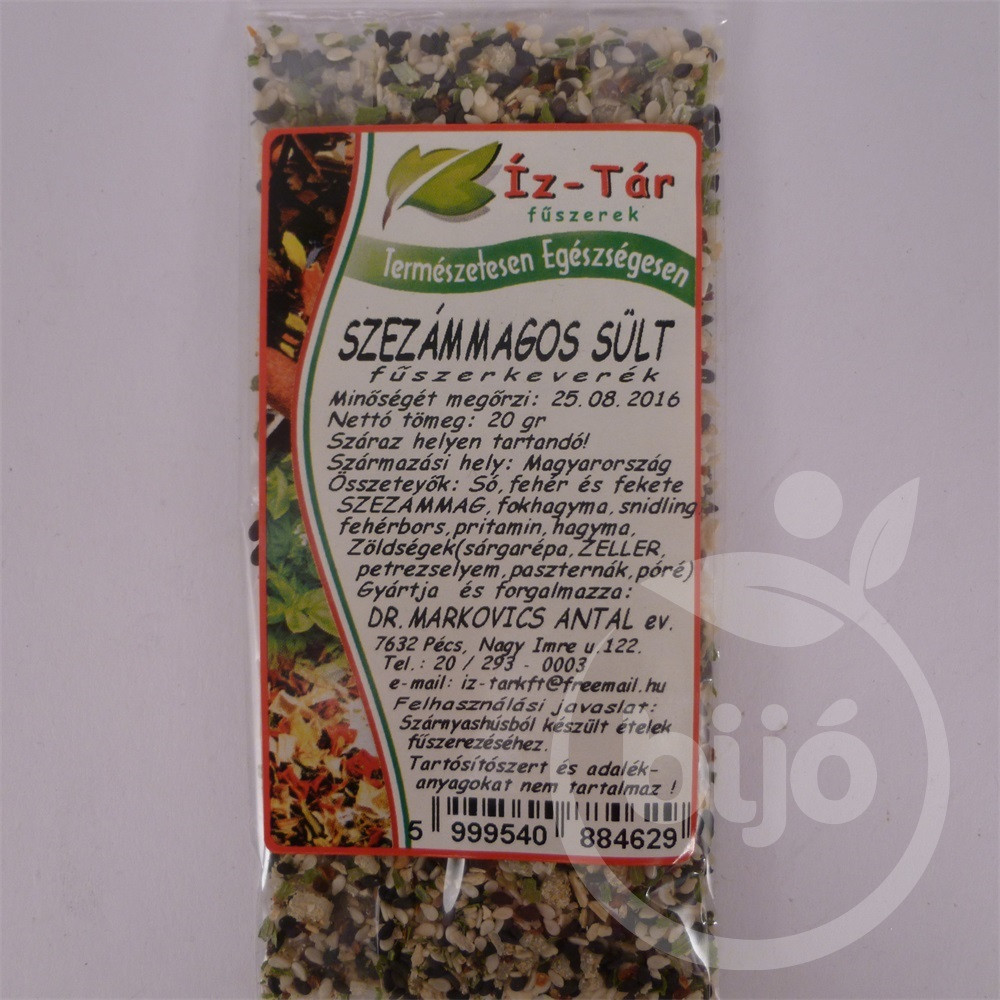 Íz-Tár
fűszerek
Természetesen Egészségesen
SZEZÁMMAGOS SÜLT
fűszerkeverék
Minőségét megőrzi: 25.08.2016
Nettó tömeg: 20 gr
Száraz helyen tartandó!
Származási hely: Magyarország
Összeteyők: Só, fehér és fekete
SZEZÁMMAG, fokhagyma, snidling
fehérbors, pritamin, hagyma,
Zöldségek(sárgarépa, ZELLER,
petrezselyem, paszternák, póré)
Gyártja és forgalmazza:
DR. MARKOVICS ANTAL ev.
7632 Pécs, Nagy Imre u.122.
Tel.: 20 / 293 - 0003
e-mail: iz-tarkft@freemail.hu
Felhasználási javaslat:
Szárnyashúsból készült ételek
fűszerezéséhez.
Tartósítószert és adalék-
anyagokat nem tartalmaz !
5 999540 884629
bijó